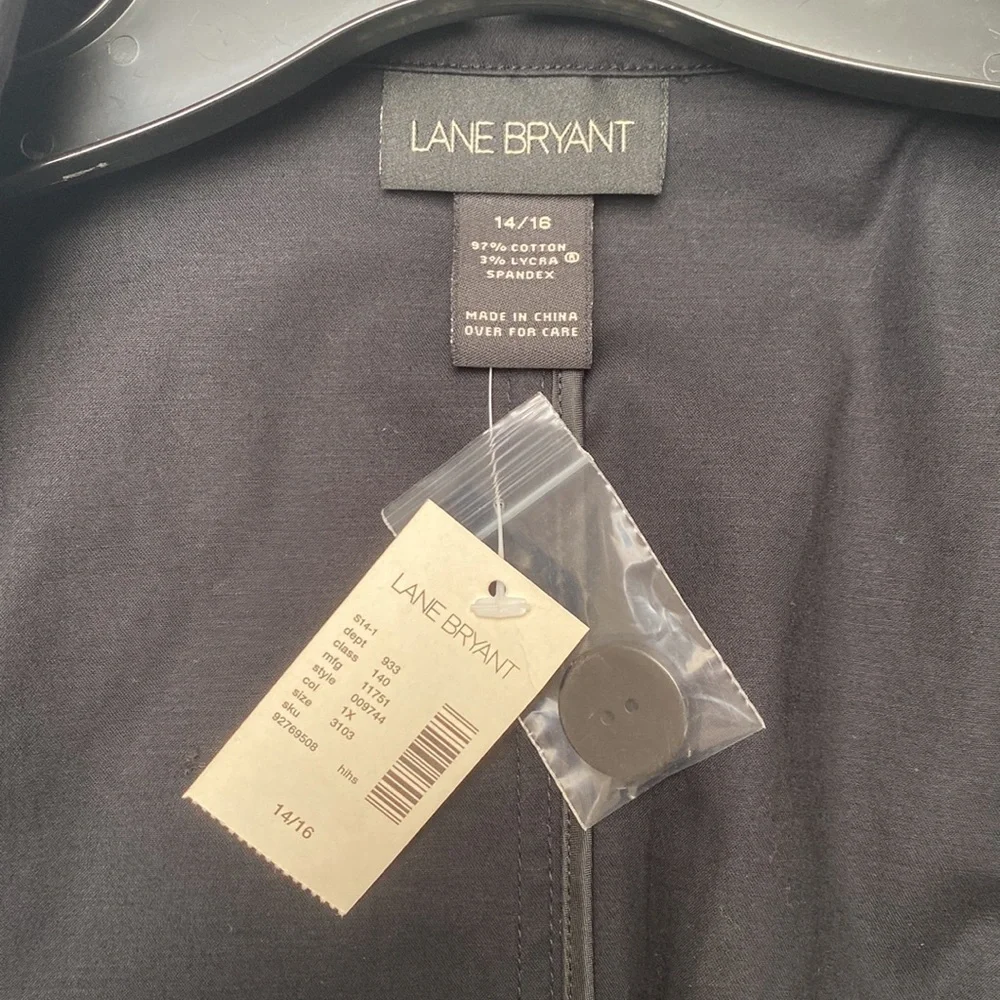 LANE BRYANT
14/16
97% COTTON
3% LYCRA ®
SPANDEX
MADE IN CHINA
OVER FOR CARE
LANE BRYANT
S14-1
dept 933
class 140
mfg 11751
style 009744
col 1X
size 3103
sku
92769508
hihs
14/16